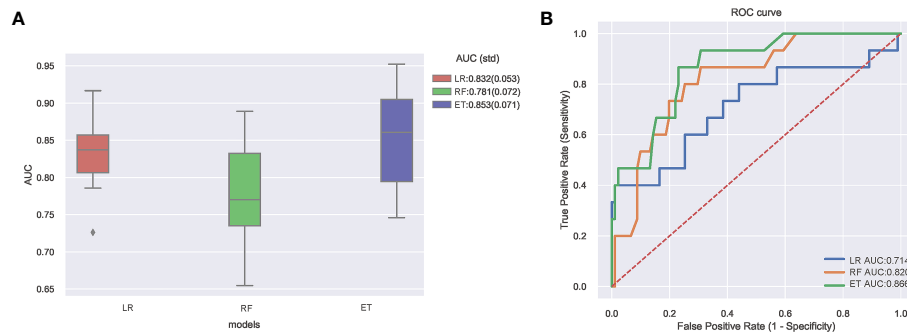 A
AUC (std)
LR:0.832(0.053)
RF:0.781(0.072)
ET:0.853(0.071)
0.95
0.90
0.85
0.80
0.75
0.70
0.65
AUC
LR
RF
ET
models
B
ROC curve
1.0
0.8
0.6
0.4
0.2
0.0
True Positive Rate (Sensitivity)
LR AUC:0.714
RF AUC:0.820
ET AUC:0.866
0.0
0.2
0.4
0.6
0.8
1.0
False Positive Rate (1 - Specificity)